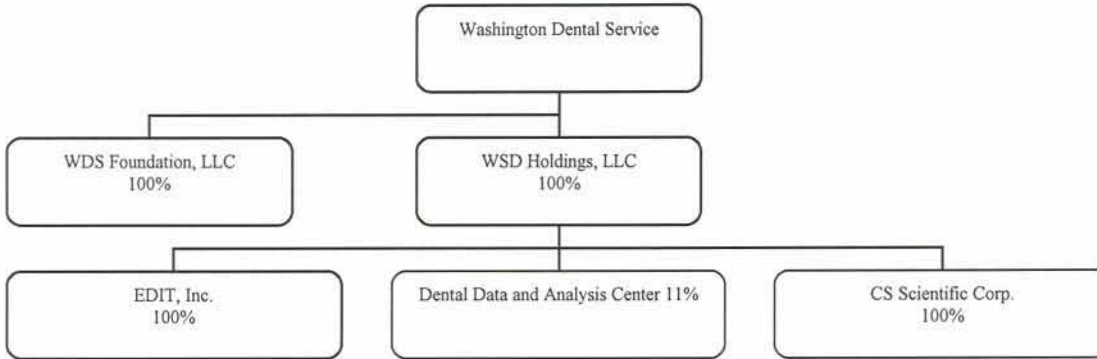 Washington Dental Service
WDS Foundation, LLC
100%
WSD Holdings, LLC
100%
EDIT, Inc.
100%
Dental Data and Analysis Center 11%
CS Scientific Corp.
100%